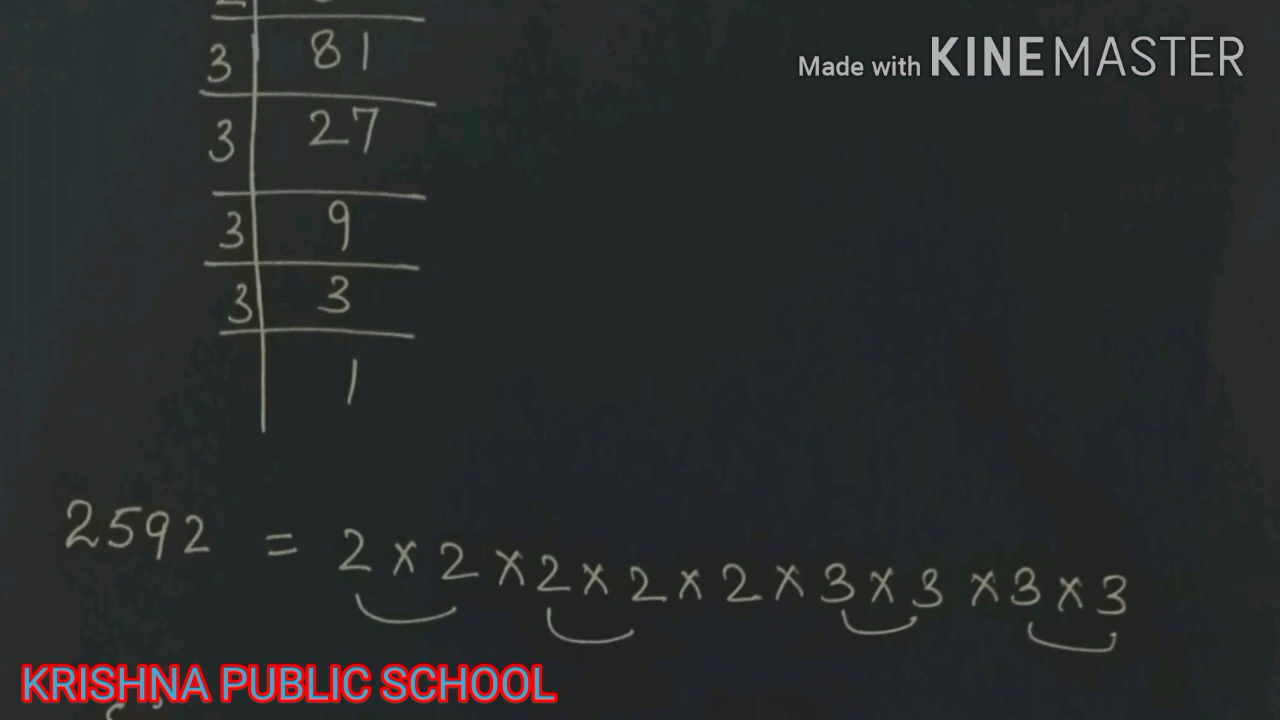 Made with KINEMASTER
3 81
3 27
3 9
3 3
1
2592 = 2 × 2 × 2 × 2 × 2 × 3 × 3 × 3 × 3
KRISHNA PUBLIC SCHOOL